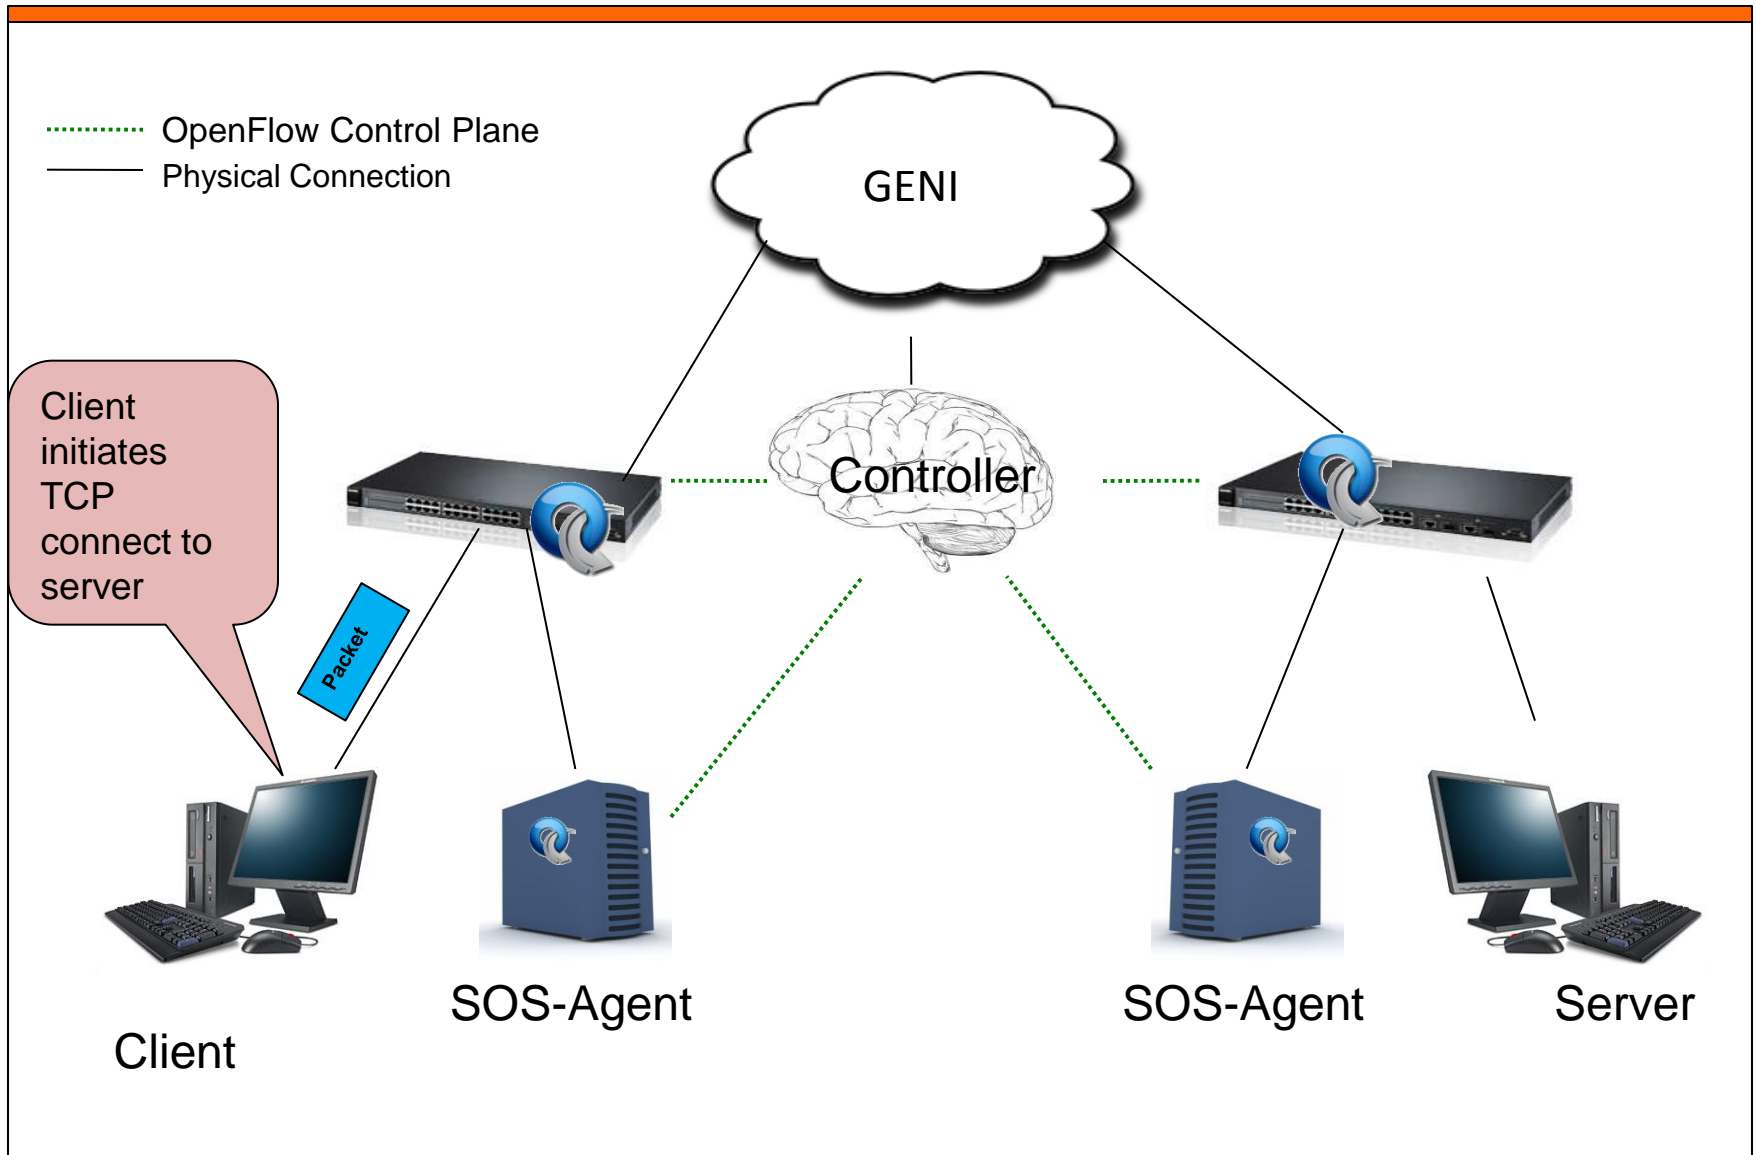 OpenFlow Control Plane
Physical Connection
GENI
Client
initiates
TCP
connect to
server
Controller
Packet
SOS-Agent
SOS-Agent
Server
Client